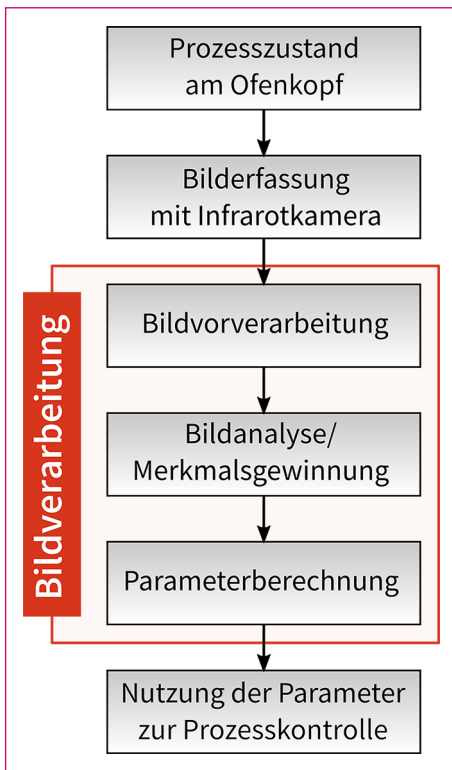 Prozesszustand
am Ofenkopf
Bilderfassung
mit Infrarotkamera
Bildverarbeitung
Bildvorverarbeitung
Bildanalyse/
Merkmalsgewinnung
Parameterberechnung
Nutzung der Parameter
zur Prozesskontrolle